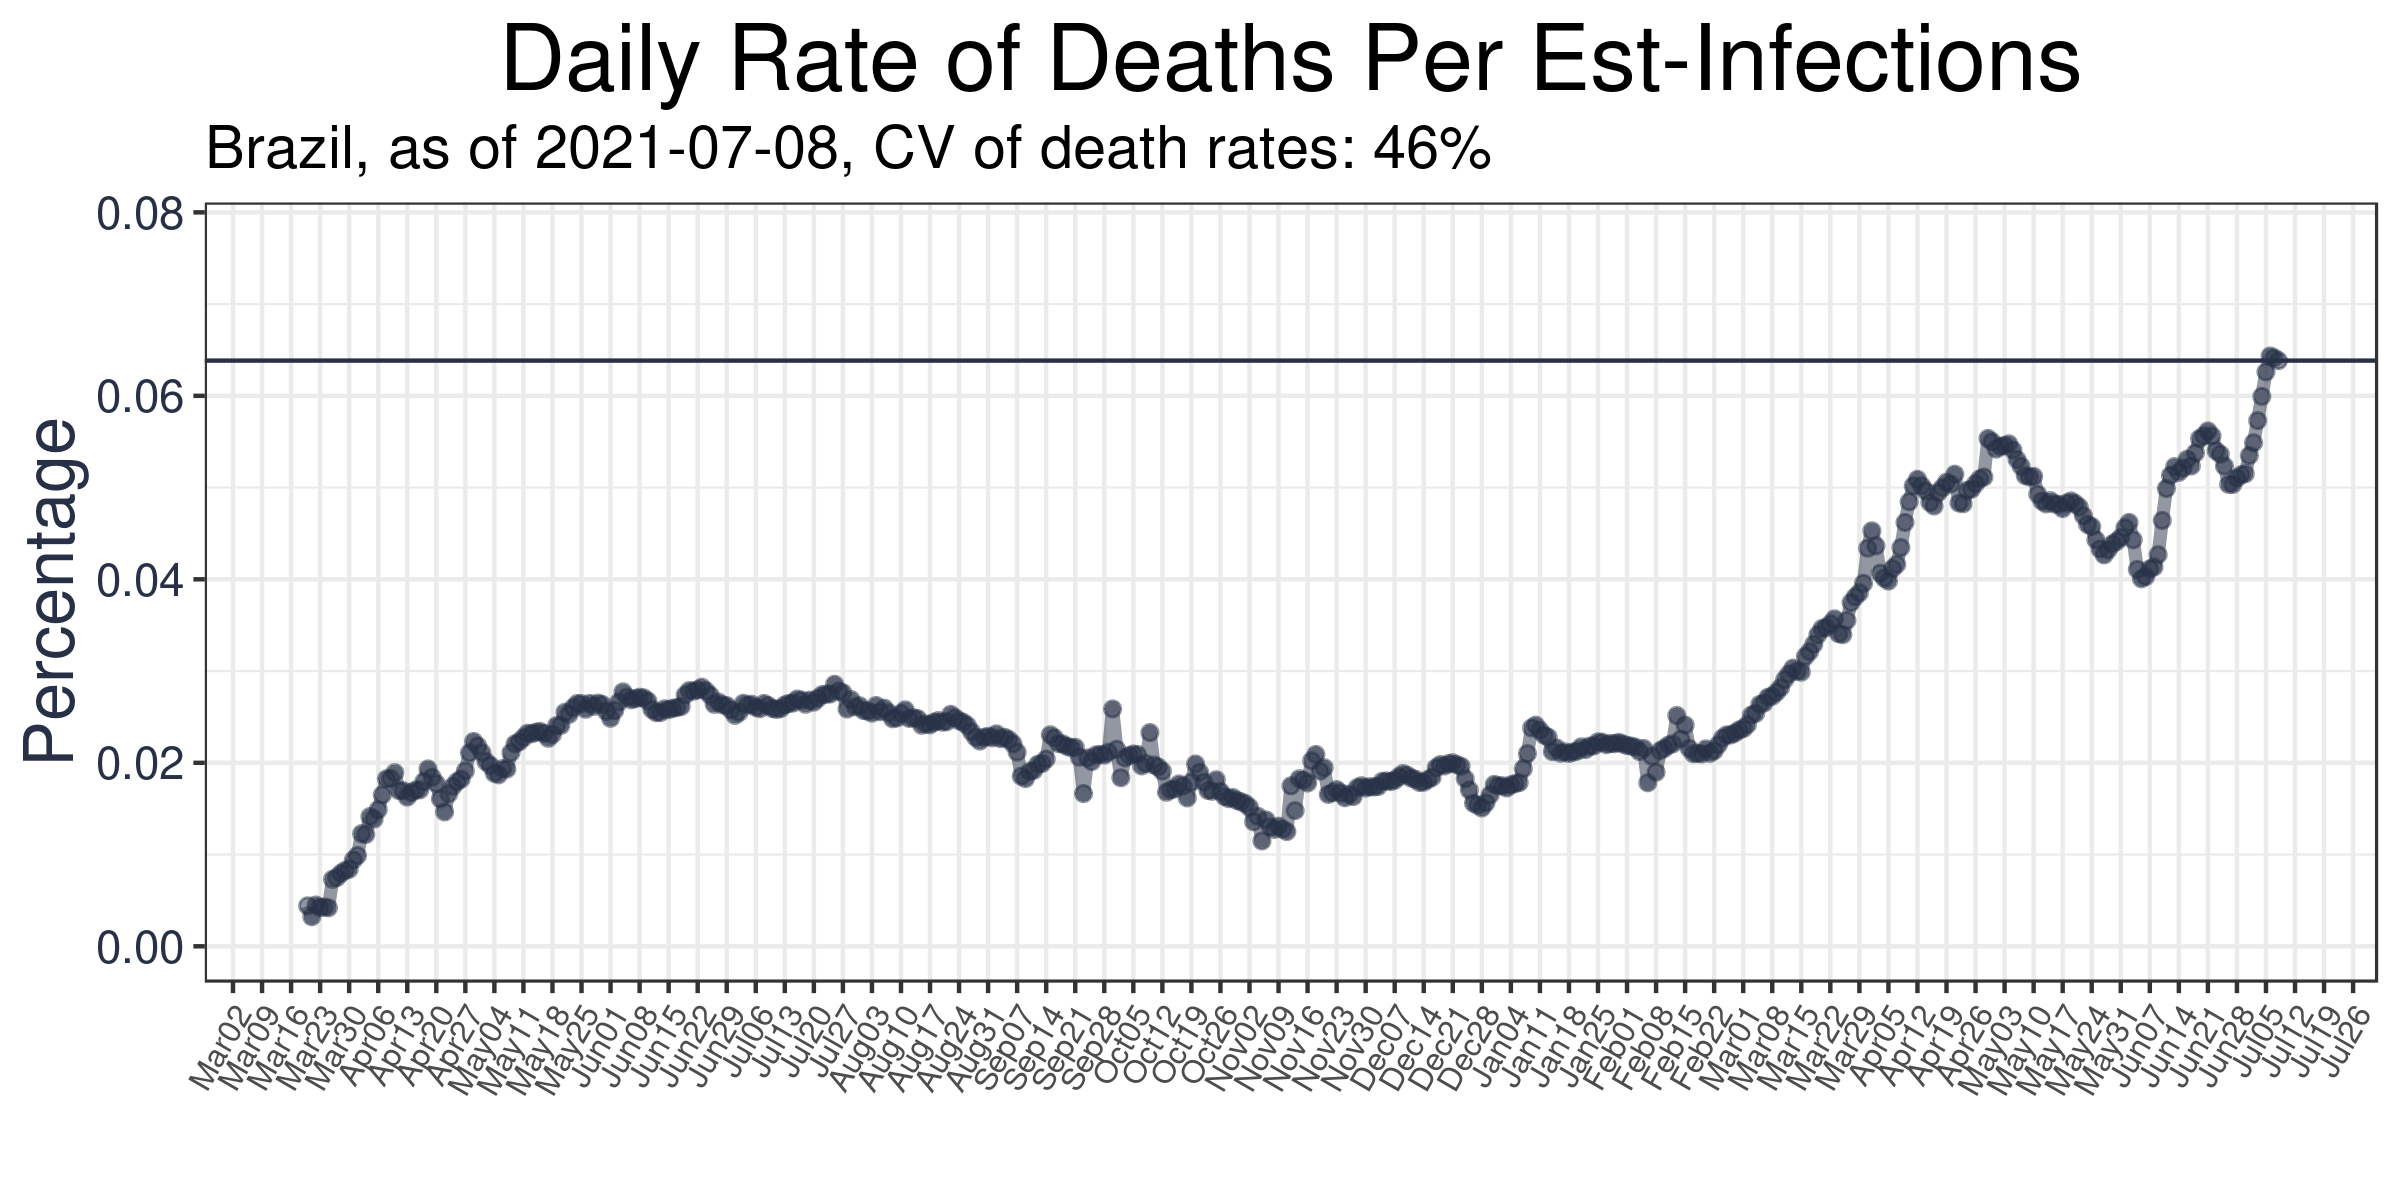 Daily Rate of Deaths Per Est-Infections
Brazil, as of 2021-07-08, CV of death rates: 46%
Percentage
0.08
0.06
0.04
0.02
0.00
Mar02
Mar09
Mar16
Mar23
Mar30
Apr06
Apr13
Apr20
Apr27
May04
May11
May18
May25
Jun01
Jun08
Jun15
Jun22
Jun29
Jul06
Jul13
Jul20
Jul27
Aug03
Aug10
Aug17
Aug24
Aug31
Sep07
Sep14
Sep21
Sep28
Oct05
Oct12
Oct19
Oct26
Nov02
Nov09
Nov16
Nov23
Nov30
Dec07
Dec14
Dec21
Dec28
Jan04
Jan11
Jan18
Jan25
Feb01
Feb08
Feb15
Feb22
Mar01
Mar08
Mar15
Mar22
Mar29
Apr05
Apr12
Apr19
Apr26
May03
May10
May17
May24
May31
Jun07
Jun14
Jun21
Jun28
Jul05
Jul12
Jul19
Jul26